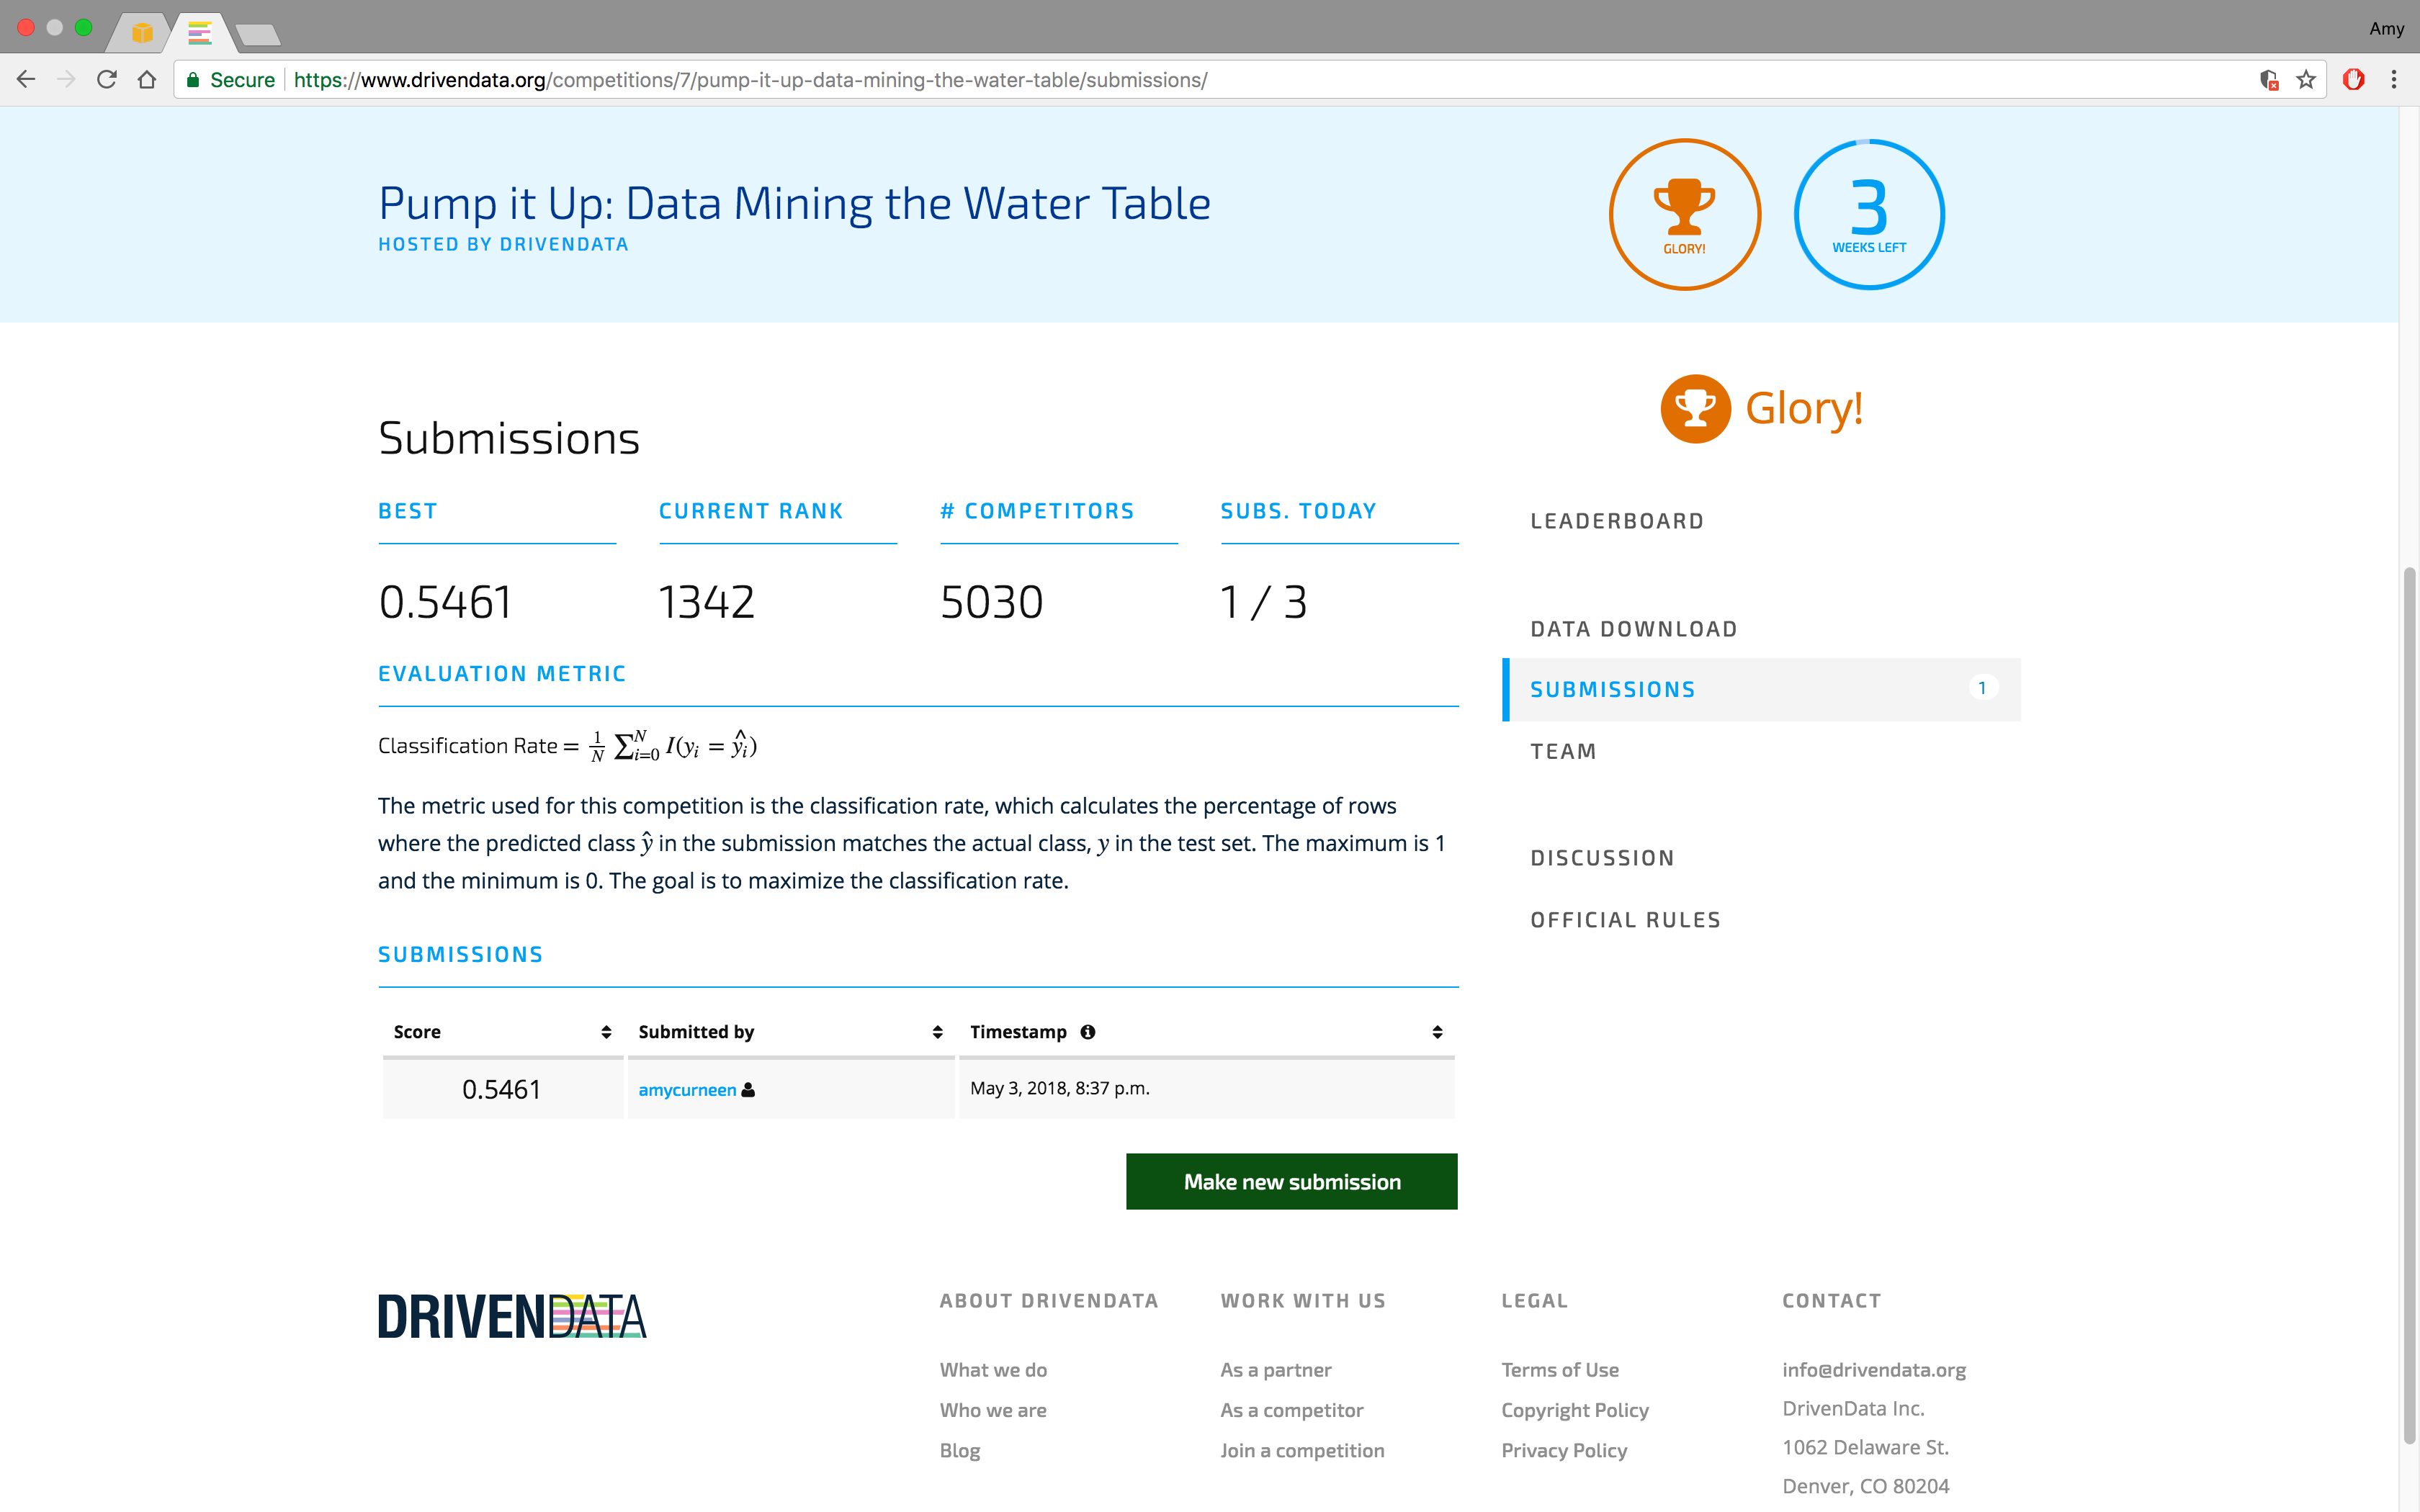 Amy
Secure https://www.drivendata.org/competitions/7/pump-it-up-data-mining-the-water-table/submissions/
Pump it Up: Data Mining the Water Table
HOSTED BY DRIVENDATA
GLORY!
3
WEEKS LEFT
Glory!
Submissions
BEST CURRENT RANK # COMPETITORS SUBS. TODAY
0.5461 1342 5030 1 / 3
EVALUATION METRIC
Classification Rate = 1/N ∑_{i=0}^{N} I(y_i = ŷ_i)
The metric used for this competition is the classification rate, which calculates the percentage of rows
where the predicted class ŷ in the submission matches the actual class, y in the test set. The maximum is 1
and the minimum is 0. The goal is to maximize the classification rate.
SUBMISSIONS
Score Submitted by Timestamp
0.5461 amycurneen May 3, 2018, 8:37 p.m.
Make new submission
LEADERBOARD
DATA DOWNLOAD
SUBMISSIONS 1
TEAM
DISCUSSION
OFFICIAL RULES
DRIVENDATA
ABOUT DRIVENDATA
What we do
Who we are
Blog
WORK WITH US
As a partner
As a competitor
Join a competition
LEGAL
Terms of Use
Copyright Policy
Privacy Policy
CONTACT
info@drivendata.org
DrivenData Inc.
1062 Delaware St.
Denver, CO 80204